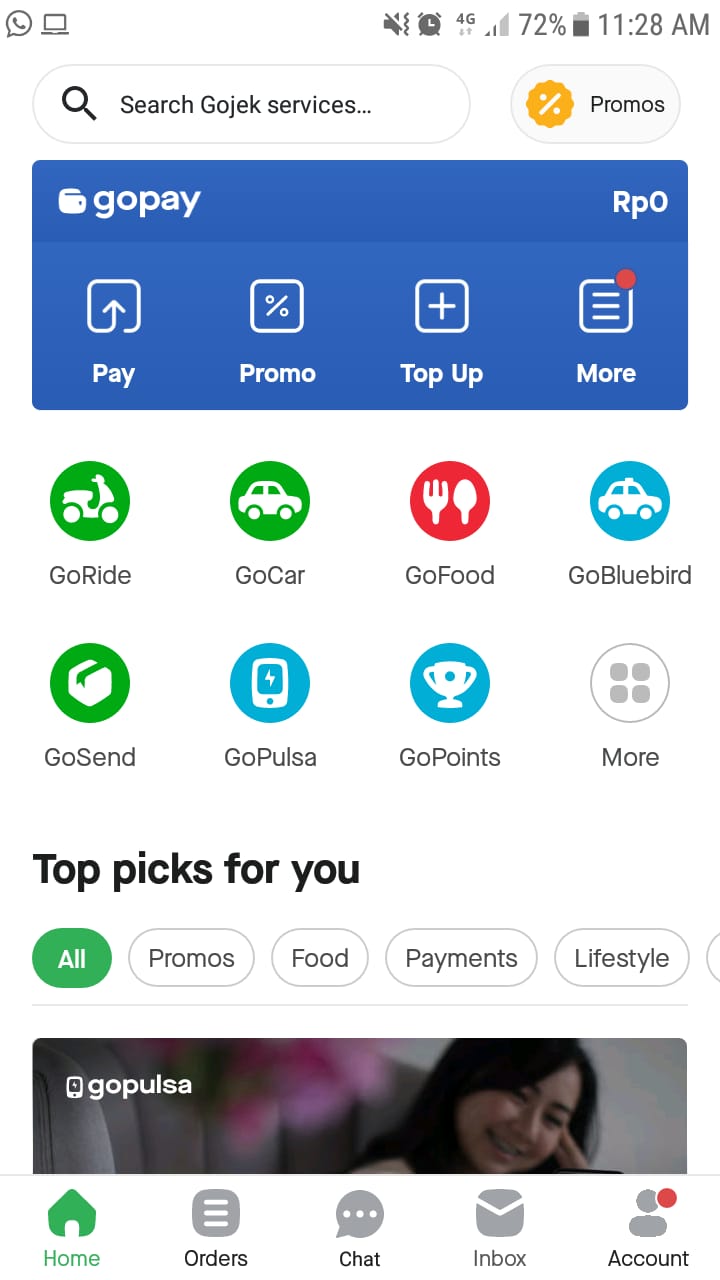 4G 72% 11:28 AM
Search Gojek services...
Promos
gopay Rp0
Pay Promo Top Up More
GoRide GoCar GoFood GoBluebird
GoSend GoPulsa GoPoints More
Top picks for you
All Promos Food Payments Lifestyle
gopulsa
Home Orders Chat Inbox Account